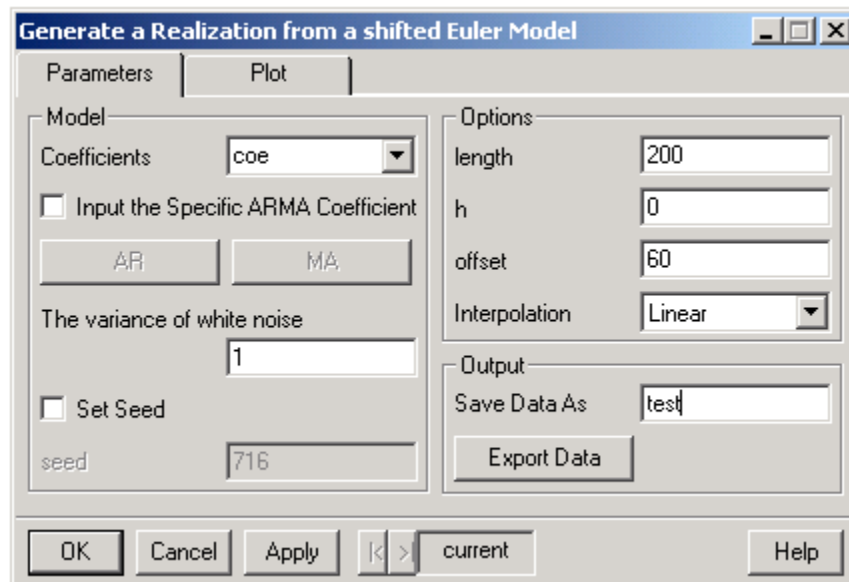 Generate a Realization from a shifted Euler Model
Parameters
Plot
Model
Coefficients
coe
Input the Specific ARMA Coefficient
AR
MA
The variance of white noise
1
Set Seed
seed
716
Options
length
200
h
0
offset
60
Interpolation
Linear
Output
Save Data As
test
Export Data
OK
Cancel
Apply
|<
>|
current
Help